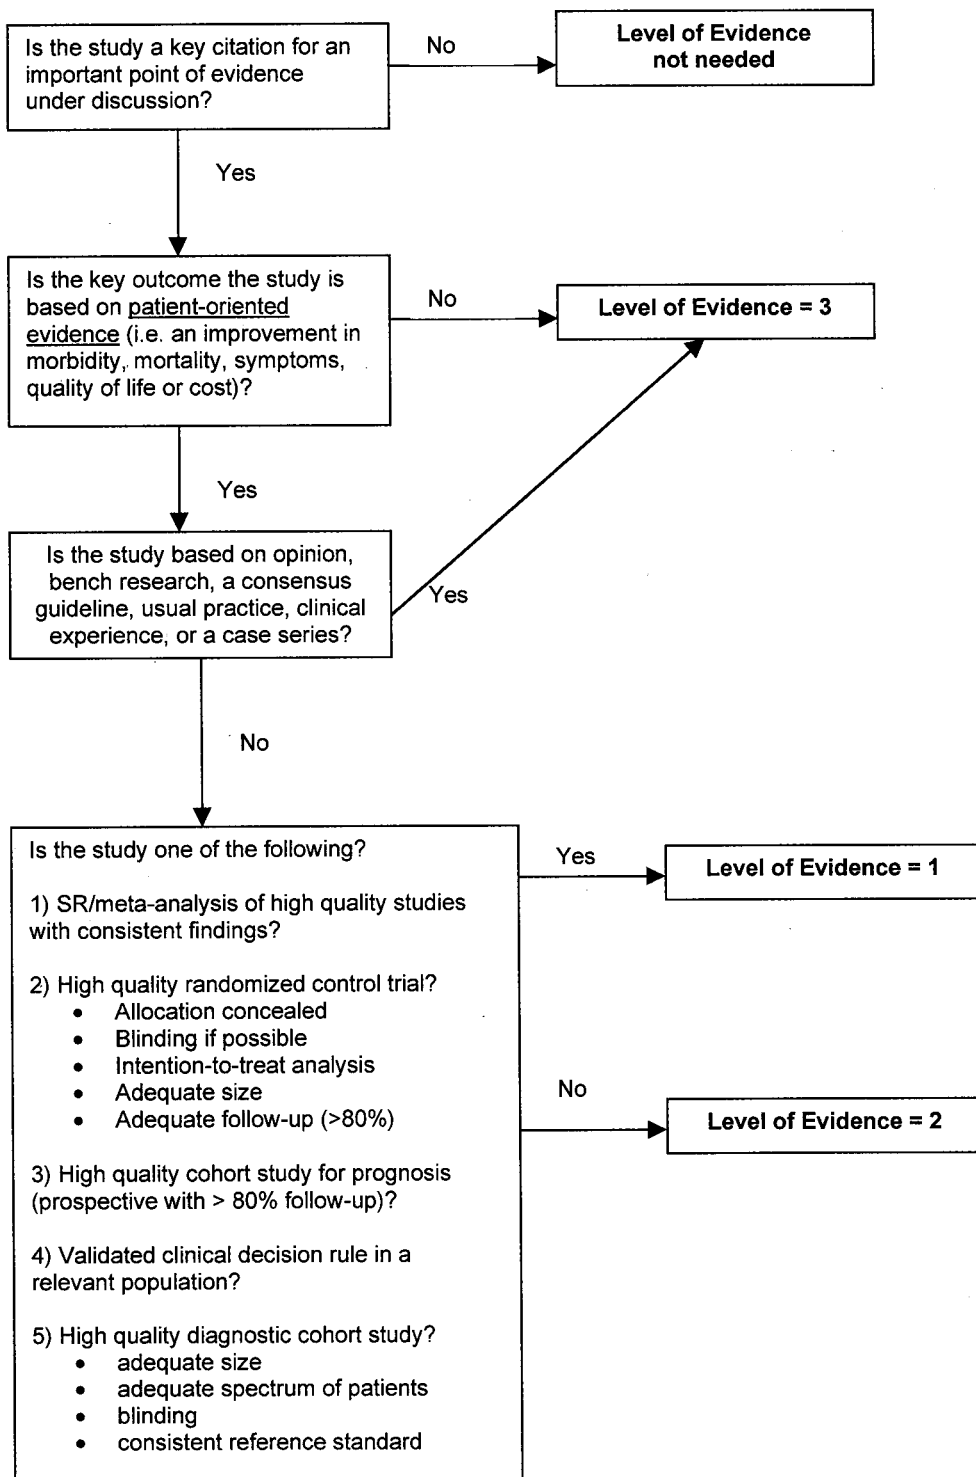 Is the study a key citation for an
important point of evidence
under discussion?
No
Level of Evidence
not needed
Yes
Is the key outcome the study is
based on patient-oriented
evidence (i.e. an improvement in
morbidity, mortality, symptoms,
quality of life or cost)?
No
Level of Evidence = 3
Yes
Is the study based on opinion,
bench research, a consensus
guideline, usual practice, clinical
experience, or a case series?
Yes
No
Is the study one of the following?
1) SR/meta-analysis of high quality studies
with consistent findings?
2) High quality randomized control trial?
• Allocation concealed
• Blinding if possible
• Intention-to-treat analysis
• Adequate size
• Adequate follow-up (>80%)
3) High quality cohort study for prognosis
(prospective with > 80% follow-up)?
4) Validated clinical decision rule in a
relevant population?
5) High quality diagnostic cohort study?
• adequate size
• adequate spectrum of patients
• blinding
• consistent reference standard
Yes
Level of Evidence = 1
No
Level of Evidence = 2